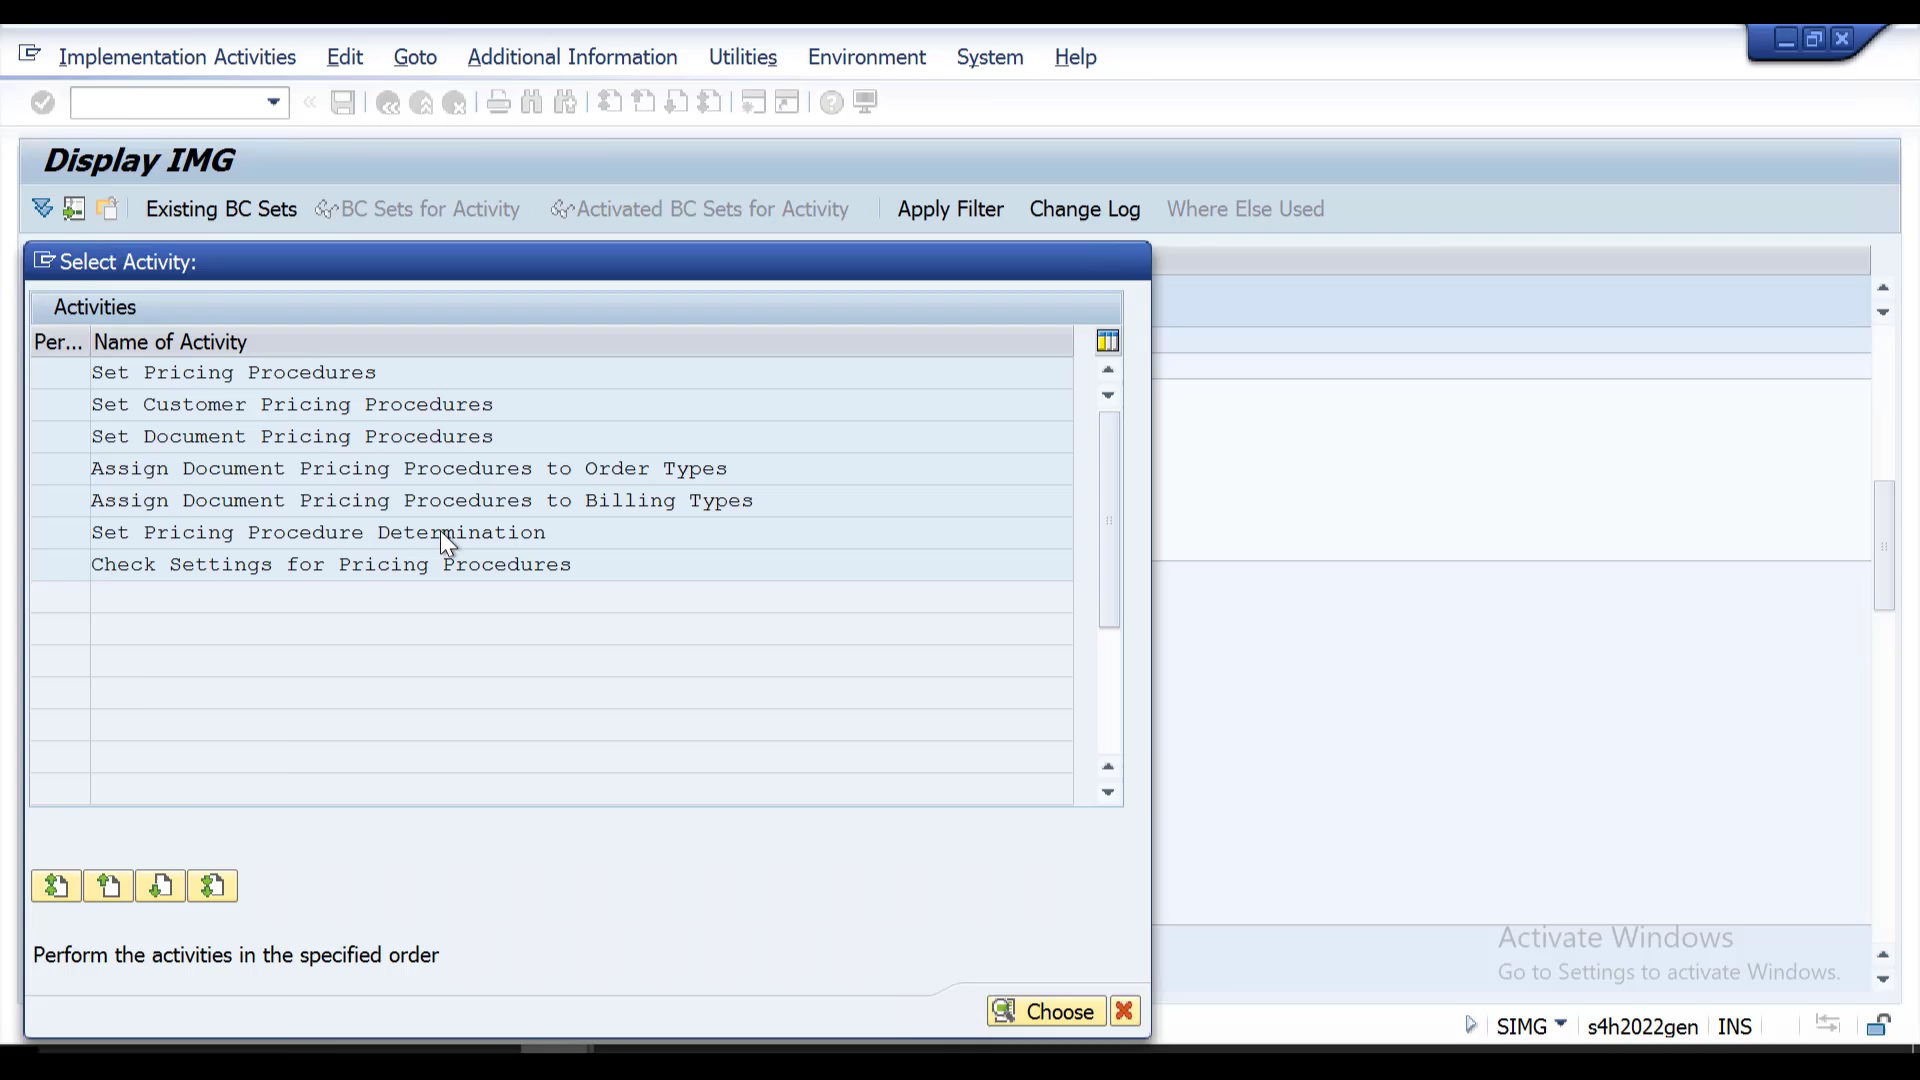 Implementation Activities Edit Goto Additional Information Utilities Environment System Help
Display IMG
Existing BC Sets BC Sets for Activity Activated BC Sets for Activity Apply Filter Change Log Where Else Used
Select Activity:
Activities
Per... Name of Activity
Set Pricing Procedures
Set Customer Pricing Procedures
Set Document Pricing Procedures
Assign Document Pricing Procedures to Order Types
Assign Document Pricing Procedures to Billing Types
Set Pricing Procedure Determination
Check Settings for Pricing Procedures
Perform the activities in the specified order
Choose
Activate Windows
Go to Settings to activate Windows.
SIMG s4h2022gen INS